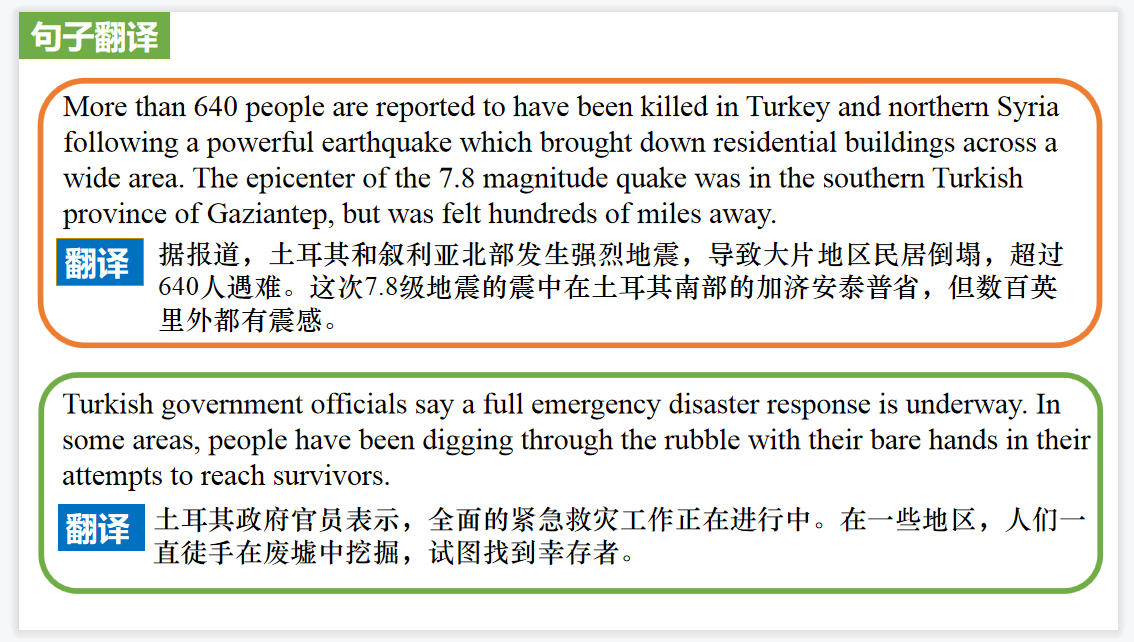 句子翻译
More than 640 people are reported to have been killed in Turkey and northern Syria
following a powerful earthquake which brought down residential buildings across a
wide area. The epicenter of the 7.8 magnitude quake was in the southern Turkish
province of Gaziantep, but was felt hundreds of miles away.
翻译
据报道，土耳其和叙利亚北部发生强烈地震，导致大片地区民居倒塌，超过
640人遇难。这次7.8级地震的震中在土耳其南部的加济安泰普省，但数百英
里外都有震感。
Turkish government officials say a full emergency disaster response is underway. In
some areas, people have been digging through the rubble with their bare hands in their
attempts to reach survivors.
翻译
土耳其政府官员表示，全面的紧急救灾工作正在进行中。在一些地区，人们一
直徒手在废墟中挖掘，试图找到幸存者。